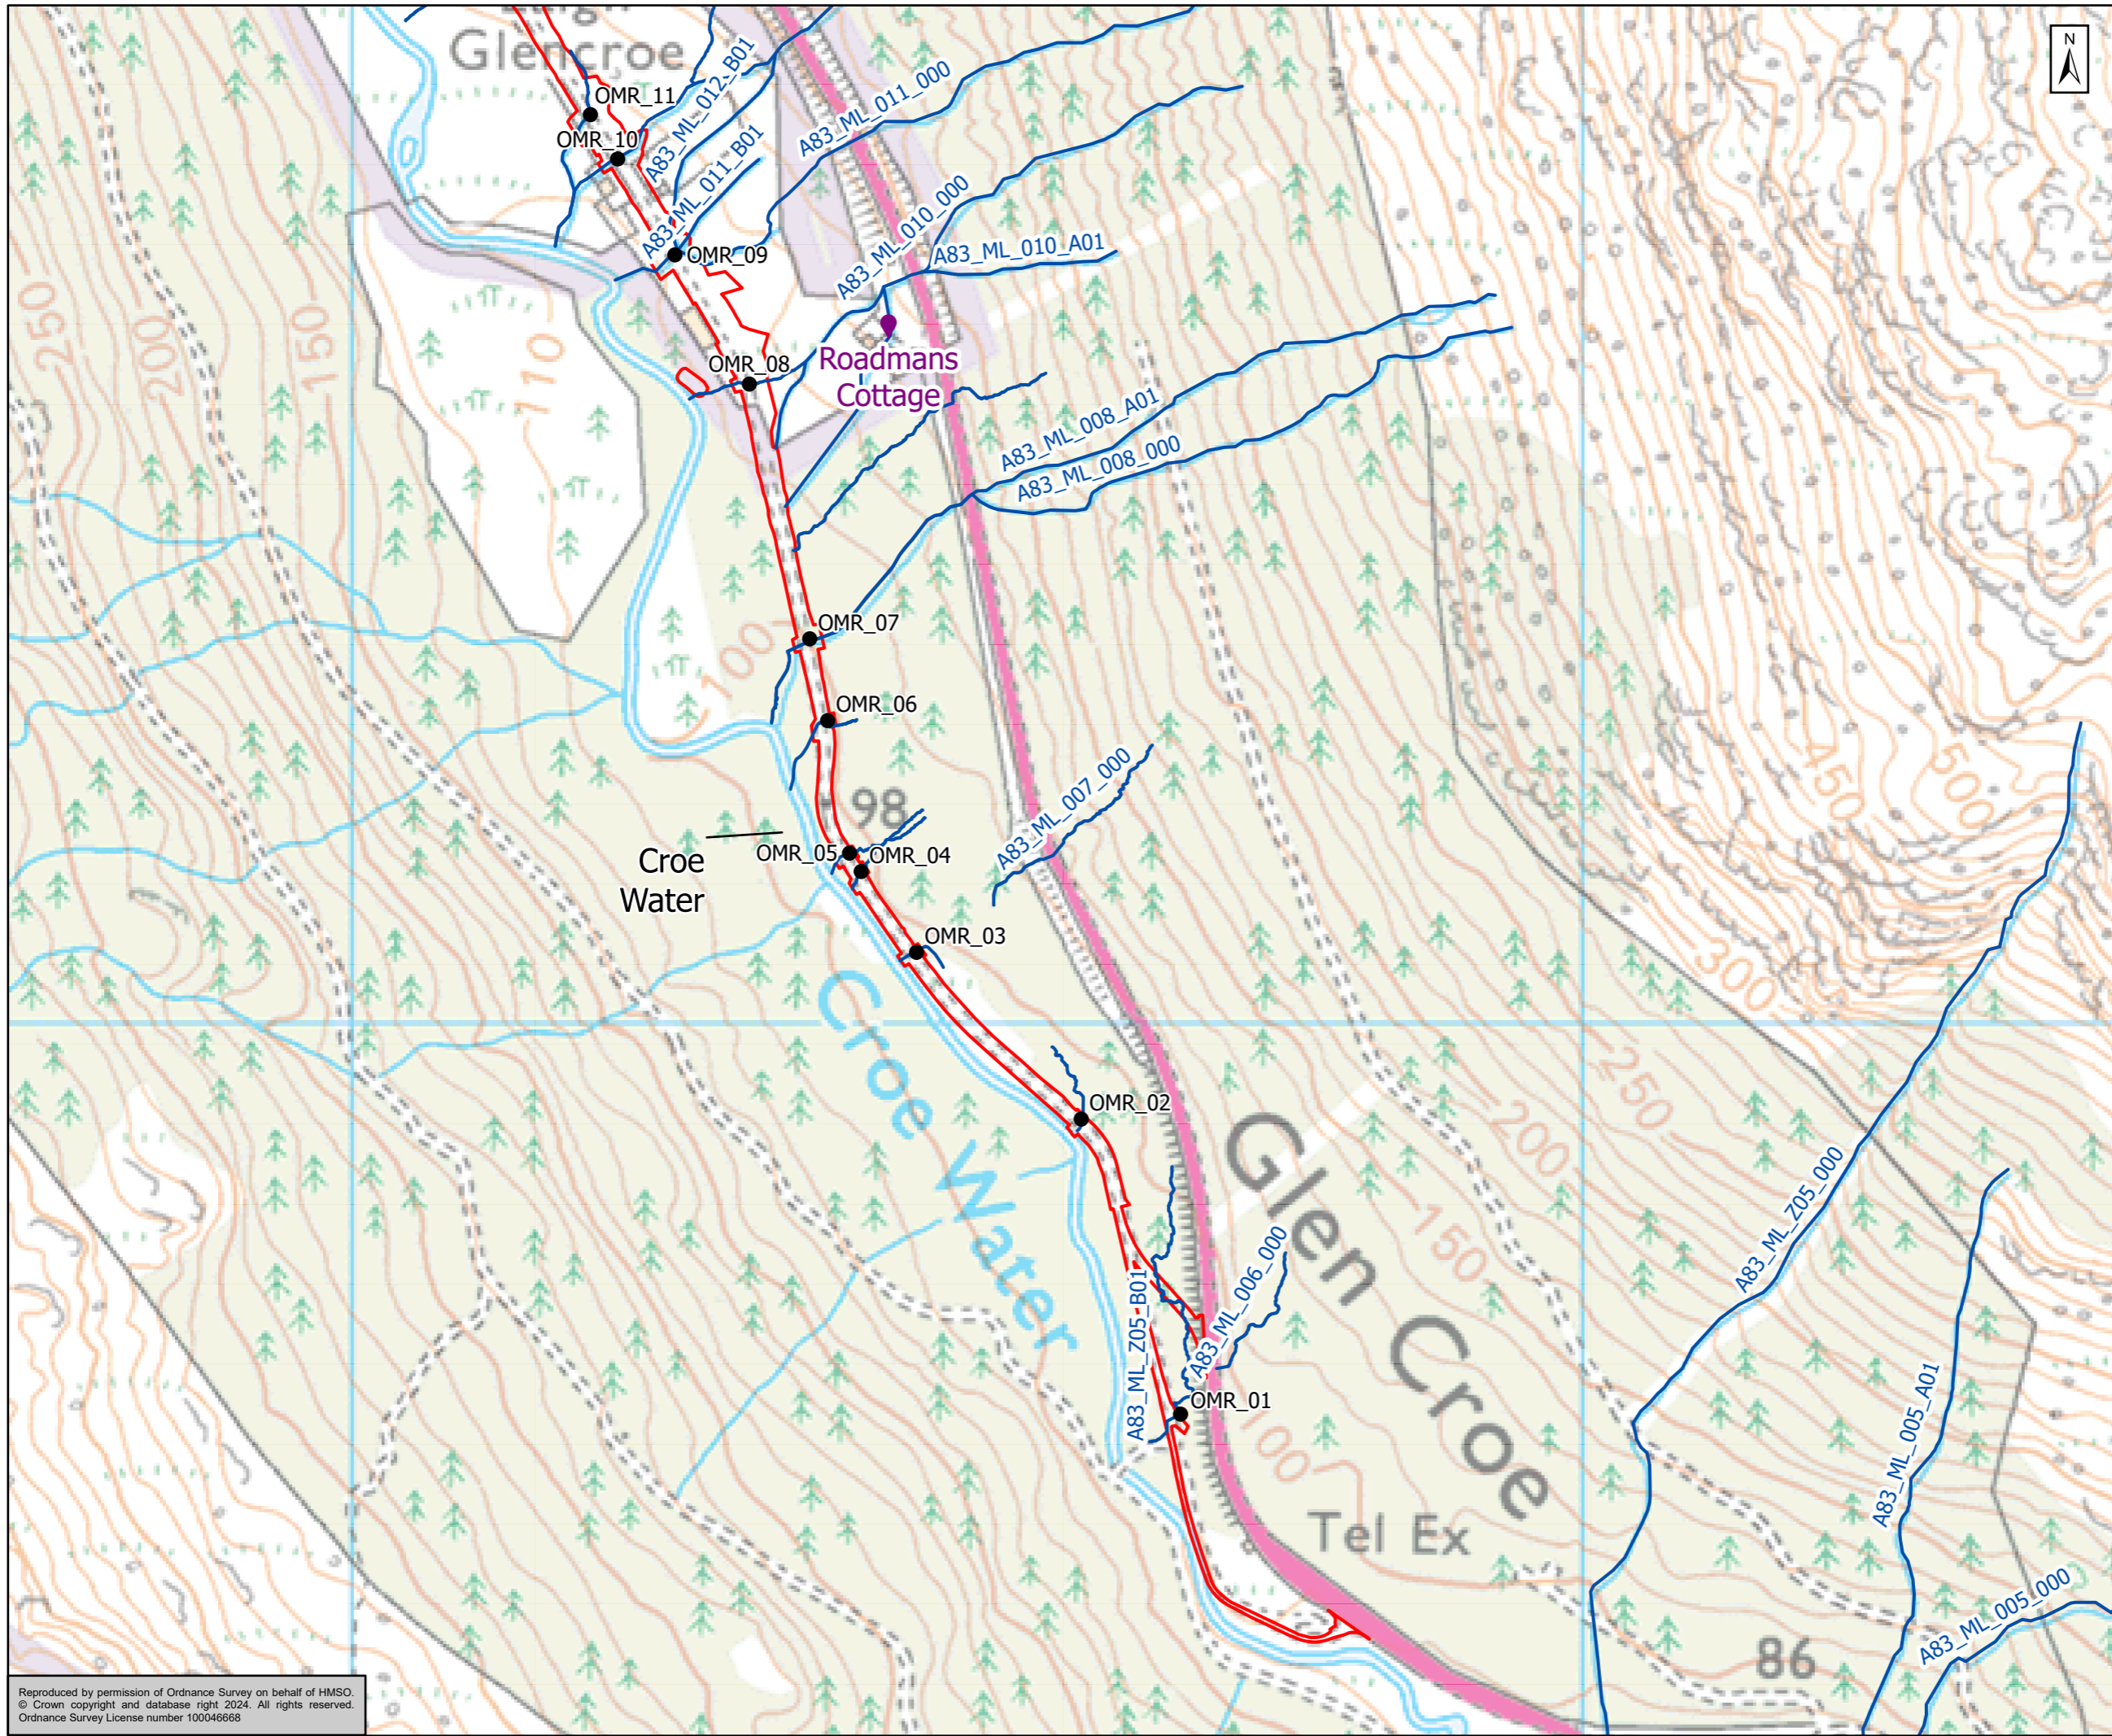 Glencroe
N
OMR_11
OMR_10
A83_ML_012_B01
A83_ML_011_B01
A83_ML_011_000
OMR_09
A83_ML_010_000
A83_ML_010_A01
250
200
150
110
OMR_08
Roadmans
Cottage
A83_ML_008_A01
A83_ML_008_000
OMR_07
100
OMR_06
98
A83_ML_007_000
450
500
OMR_05
OMR_04
Croe
Water
OMR_03
300
Croe Water
OMR_02
250
200
150
Glen Croe
A83_ML_Z05_000
A83_ML_Z05_B01
A83_ML_006_000
OMR_01
100
A83_ML_005_A01
Tel Ex
A83_ML_005_000
86
Reproduced by permission of Ordnance Survey on behalf of HMSO.
© Crown copyright and database right 2024. All rights reserved.
Ordnance Survey License number 100046668